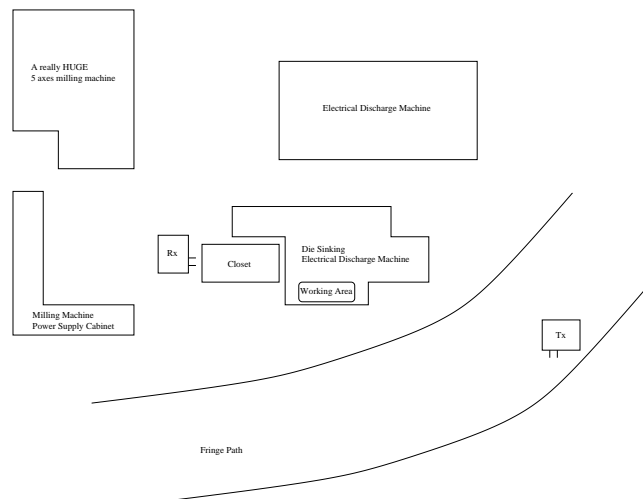 A really HUGE
5 axes milling machine
Electrical Discharge Machine
Rx
Closet
Die Sinking
Electrical Discharge Machine
Working Area
Milling Machine
Power Supply Cabinet
Tx
Fringe Path